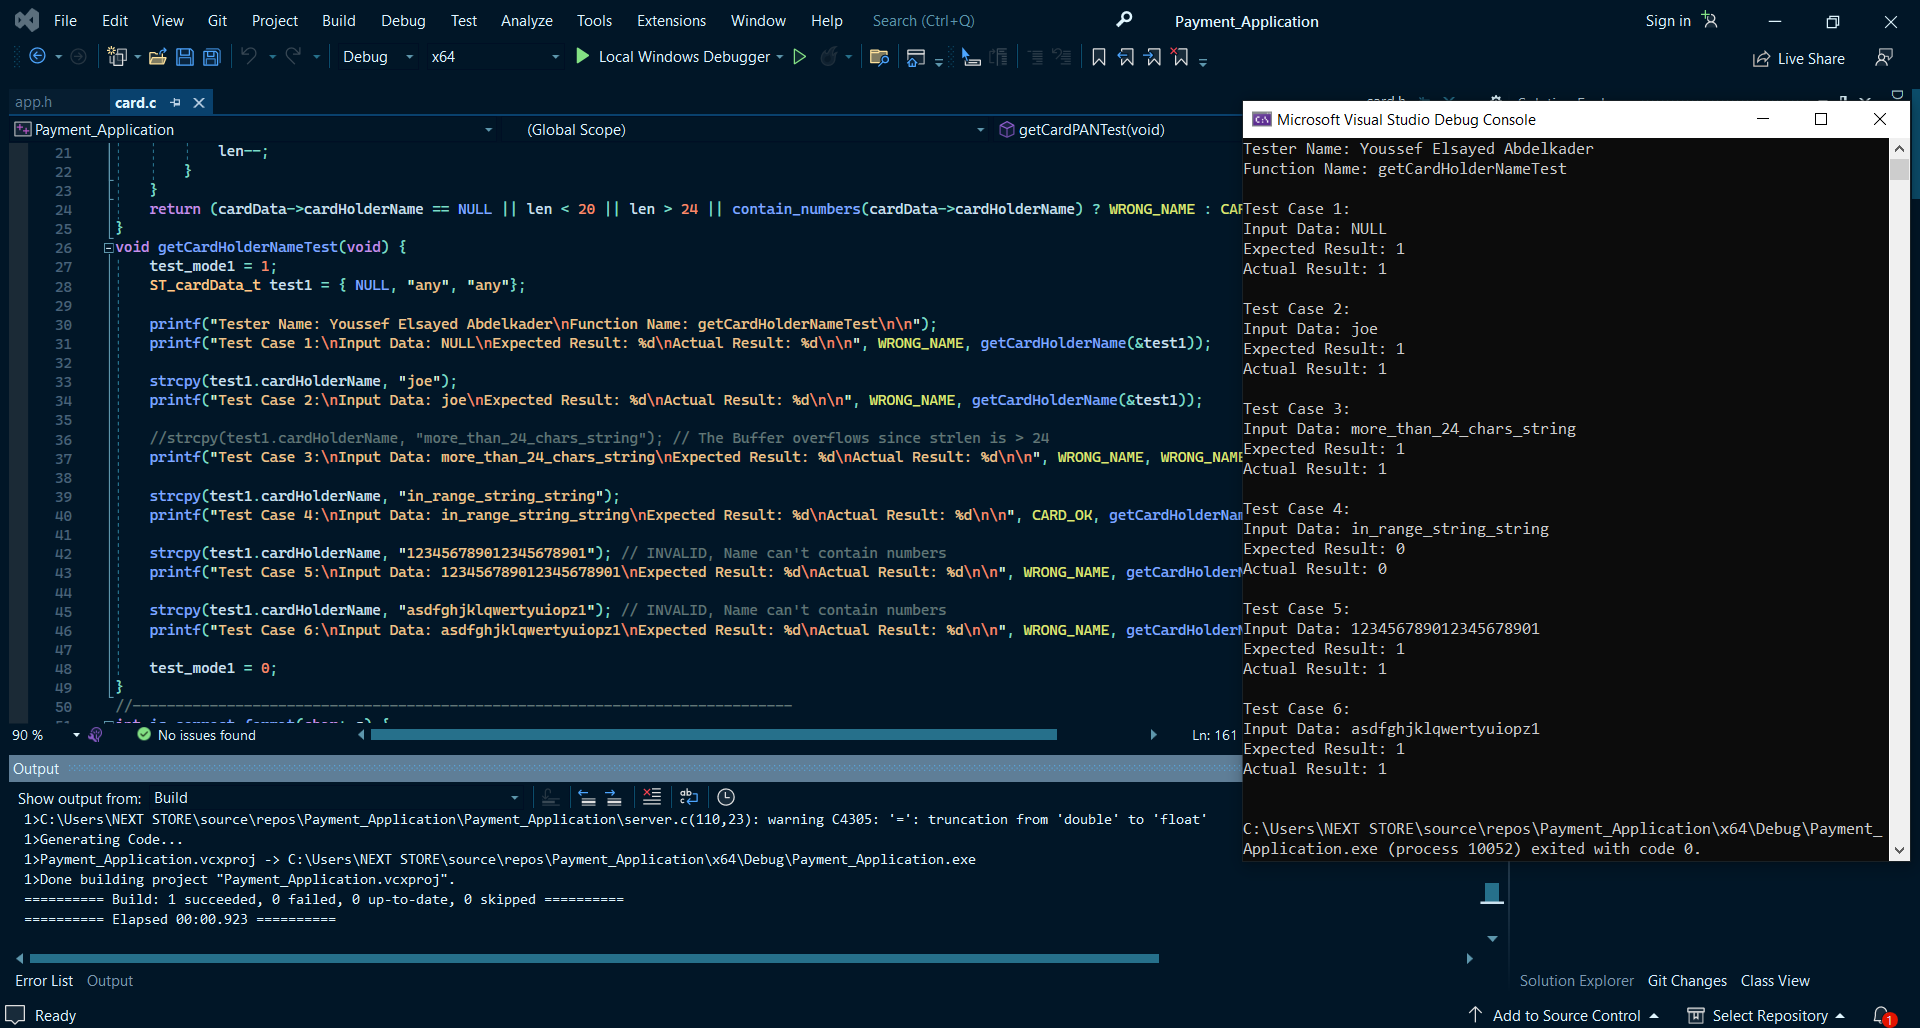 File Edit View Git Project Build Debug Test Analyze Tools Extensions Window Help Search (Ctrl+Q) Payment_Application Sign in
Debug x64 Local Windows Debugger Live Share
app.h card.c
Payment_Application (Global Scope) getCardPANTest(void)
21 len--;
22 }
23 }
24 return (cardData->cardHolderName == NULL || len < 20 || len > 24 || contain_numbers(cardData->cardHolderName) ? WRONG_NAME : CAR
25 }
26 void getCardHolderNameTest(void) {
27 test_mode1 = 1;
28 ST_cardData_t test1 = { NULL, "any", "any"};
29
30 printf("Tester Name: Youssef Elsayed Abdelkader\nFunction Name: getCardHolderNameTest\n\n");
31 printf("Test Case 1:\nInput Data: NULL\nExpected Result: %d\nActual Result: %d\n\n", WRONG_NAME, getCardHolderName(&test1));
32
33 strcpy(test1.cardHolderName, "joe");
34 printf("Test Case 2:\nInput Data: joe\nExpected Result: %d\nActual Result: %d\n\n", WRONG_NAME, getCardHolderName(&test1));
35
36 //strcpy(test1.cardHolderName, "more_than_24_chars_string"); // The Buffer overflows since strlen is > 24
37 printf("Test Case 3:\nInput Data: more_than_24_chars_string\nExpected Result: %d\nActual Result: %d\n\n", WRONG_NAME, WRONG_NAME
38
39 strcpy(test1.cardHolderName, "in_range_string_string");
40 printf("Test Case 4:\nInput Data: in_range_string_string\nExpected Result: %d\nActual Result: %d\n\n", CARD_OK, getCardHolderNam
41
42 strcpy(test1.cardHolderName, "123456789012345678901"); // INVALID, Name can't contain numbers
43 printf("Test Case 5:\nInput Data: 123456789012345678901\nExpected Result: %d\nActual Result: %d\n\n", WRONG_NAME, getCardHolderN
44
45 strcpy(test1.cardHolderName, "asdfghjklqwertyuiopz1"); // INVALID, Name can't contain numbers
46 printf("Test Case 6:\nInput Data: asdfghjklqwertyuiopz1\nExpected Result: %d\nActual Result: %d\n\n", WRONG_NAME, getCardHolderN
47
48 test_mode1 = 0;
49 }
50 //-----------------------------------------------------------------------------
90 % No issues found Ln: 161
Output
Show output from: Build
1>C:\Users\NEXT STORE\source\repos\Payment_Application\Payment_Application\server.c(110,23): warning C4305: '=': truncation from 'double' to 'float'
1>Generating Code...
1>Payment_Application.vcxproj -> C:\Users\NEXT STORE\source\repos\Payment_Application\x64\Debug\Payment_Application.exe
1>Done building project "Payment_Application.vcxproj".
========== Build: 1 succeeded, 0 failed, 0 up-to-date, 0 skipped ==========
========== Elapsed 00:00.923 ==========
Error List Output
Ready
Microsoft Visual Studio Debug Console
Tester Name: Youssef Elsayed Abdelkader
Function Name: getCardHolderNameTest
Test Case 1:
Input Data: NULL
Expected Result: 1
Actual Result: 1
Test Case 2:
Input Data: joe
Expected Result: 1
Actual Result: 1
Test Case 3:
Input Data: more_than_24_chars_string
Expected Result: 1
Actual Result: 1
Test Case 4:
Input Data: in_range_string_string
Expected Result: 0
Actual Result: 0
Test Case 5:
Input Data: 123456789012345678901
Expected Result: 1
Actual Result: 1
Test Case 6:
Input Data: asdfghjklqwertyuiopz1
Expected Result: 1
Actual Result: 1
C:\Users\NEXT STORE\source\repos\Payment_Application\x64\Debug\Payment_
Application.exe (process 10052) exited with code 0.
Solution Explorer Git Changes Class View
Add to Source Control Select Repository 1